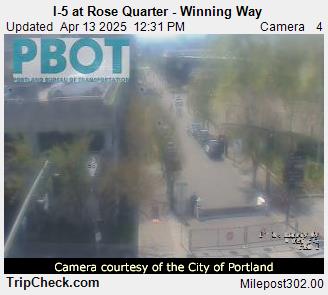 I-5 at Rose Quarter - Winning Way
Updated Apr 13 2025 12:31 PM Camera 4
PBOT
PORTLAND BUREAU OF TRANSPORTATION
Camera courtesy of the City of Portland
TripCheck.com Milepost302.00